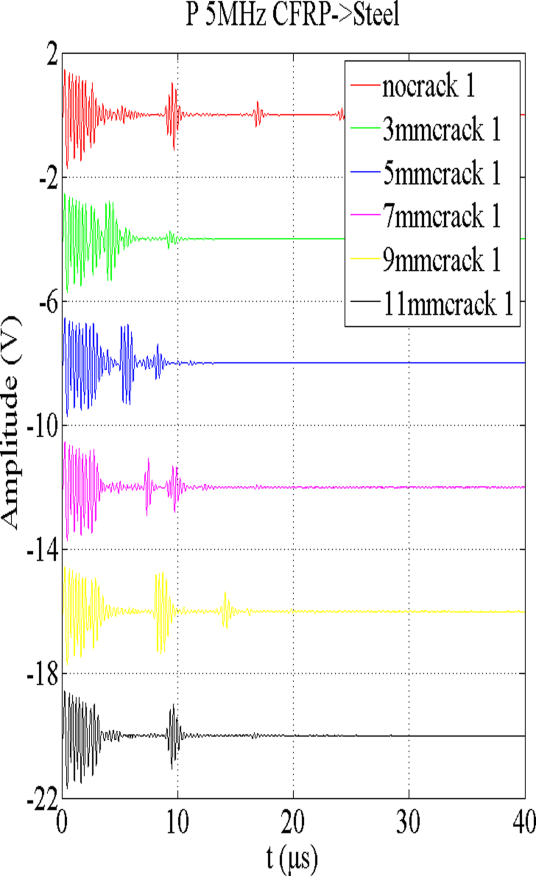 P 5MHz CFRP->Steel
2
nocrack 1
3mmcrack 1
-2
5mmcrack 1
7mmcrack 1
9mmcrack 1
-6
11mmcrack 1
Amplitude (V)
-10
-14
-18
-22
0 10 20 30 40
t (μs)